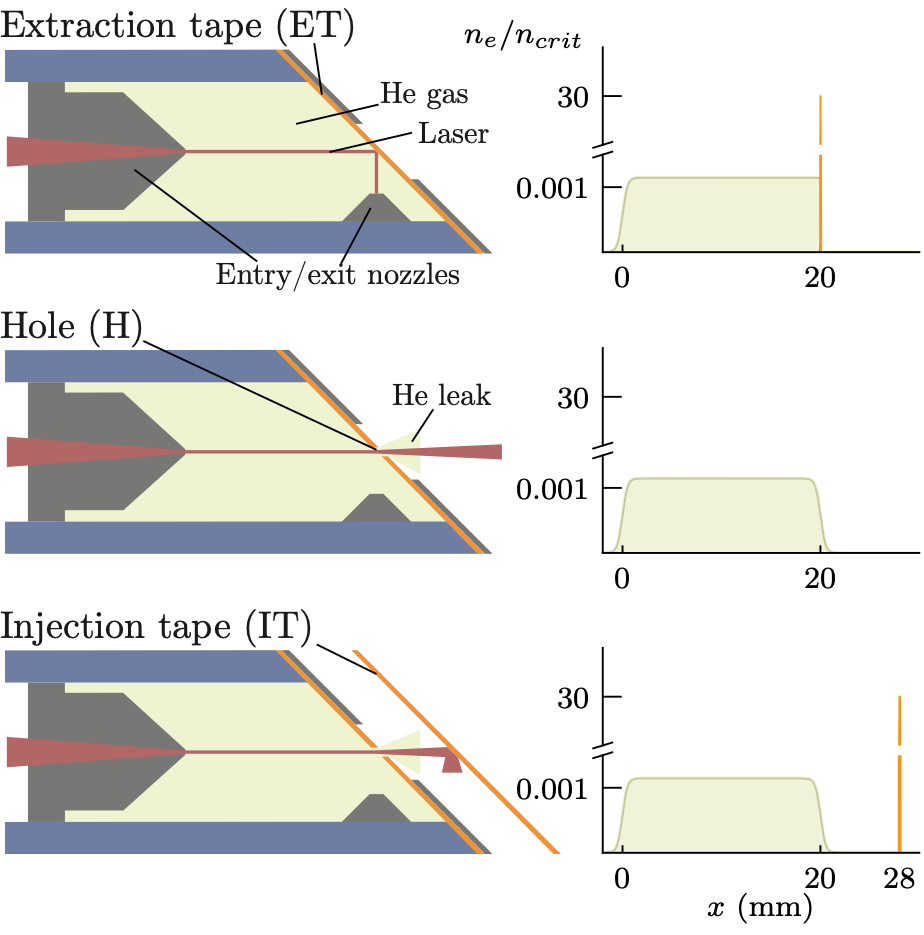 Extraction tape (ET)
n_e/n_crit
He gas
Laser
Entry/exit nozzles
30
0.001
0
20
Hole (H)
He leak
30
0.001
0
20
Injection tape (IT)
30
0.001
0
20
28
x (mm)